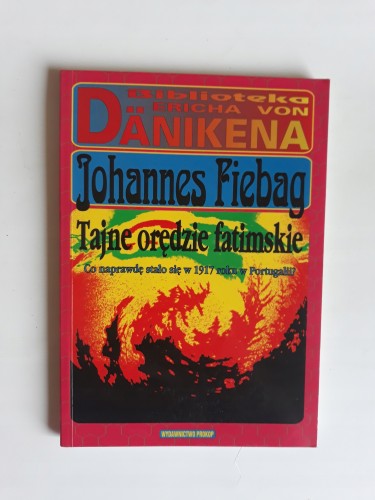 Biblioteka
ERICHA VON
DÄNIKENA
Johannes Fiebag
Tajne orędzie fatimskie
Co naprawdę stało się w 1917 roku w Portugalii?
WYDAWNICTWO PROKOP